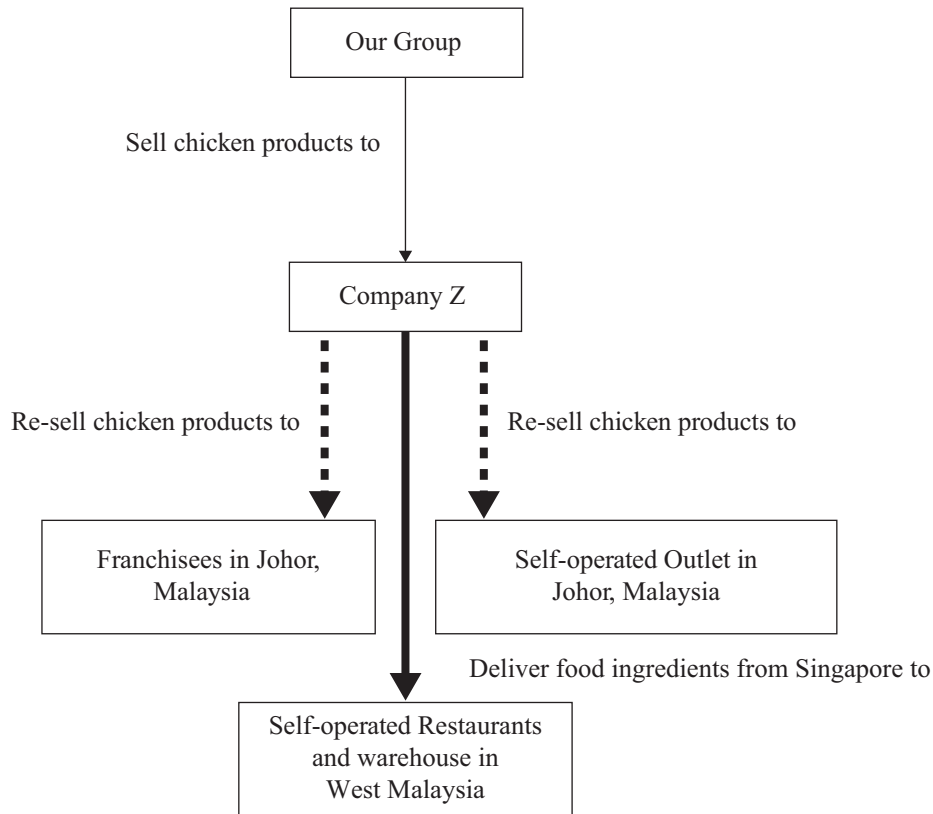 Our Group
Sell chicken products to
Company Z
Re-sell chicken products to
Re-sell chicken products to
Franchisees in Johor,
Malaysia
Self-operated Outlet in
Johor, Malaysia
Deliver food ingredients from Singapore to
Self-operated Restaurants
and warehouse in
West Malaysia